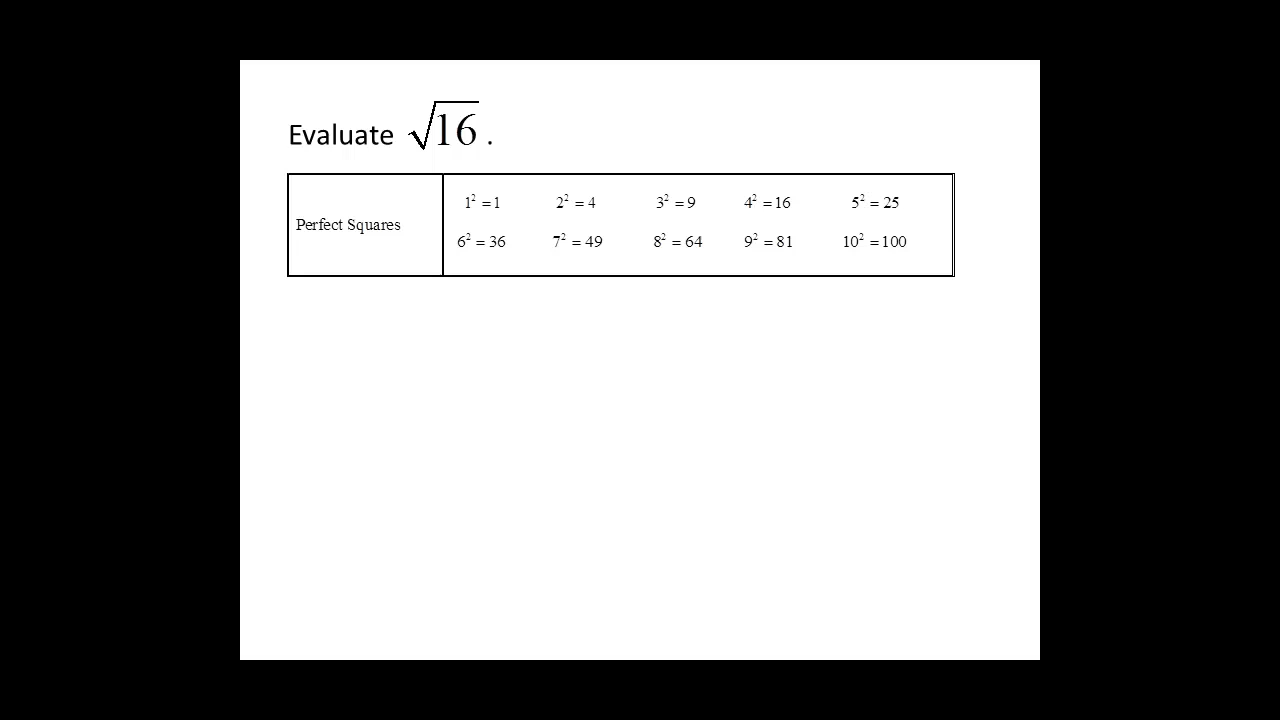 Evaluate √16 .
Perfect Squares
1² = 1 2² = 4 3² = 9 4² = 16 5² = 25
6² = 36 7² = 49 8² = 64 9² = 81 10² = 100